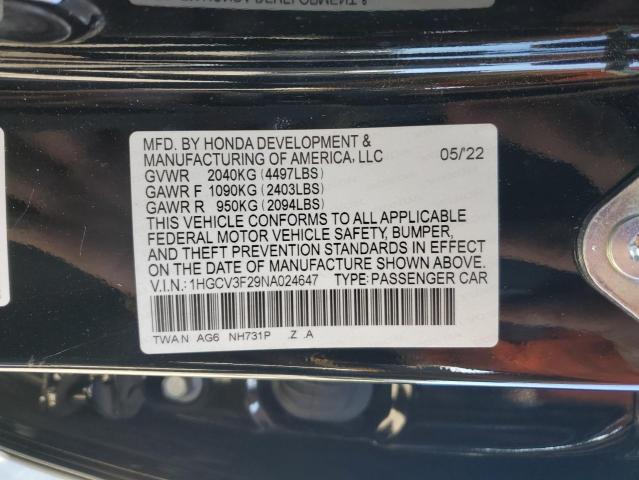 MFD. BY HONDA DEVELOPMENT &
MANUFACTURING OF AMERICA, LLC 05/22
GVWR 2040KG (4497LBS)
GAWR F 1090KG (2403LBS)
GAWR R 950KG (2094LBS)
THIS VEHICLE CONFORMS TO ALL APPLICABLE
FEDERAL MOTOR VEHICLE SAFETY, BUMPER,
AND THEFT PREVENTION STANDARDS IN EFFECT
ON THE DATE OF MANUFACTURE SHOWN ABOVE.
V.I.N.: 1HGCV3F29NA024647 TYPE:PASSENGER CAR
TWAN AG6 NH731P .Z .A